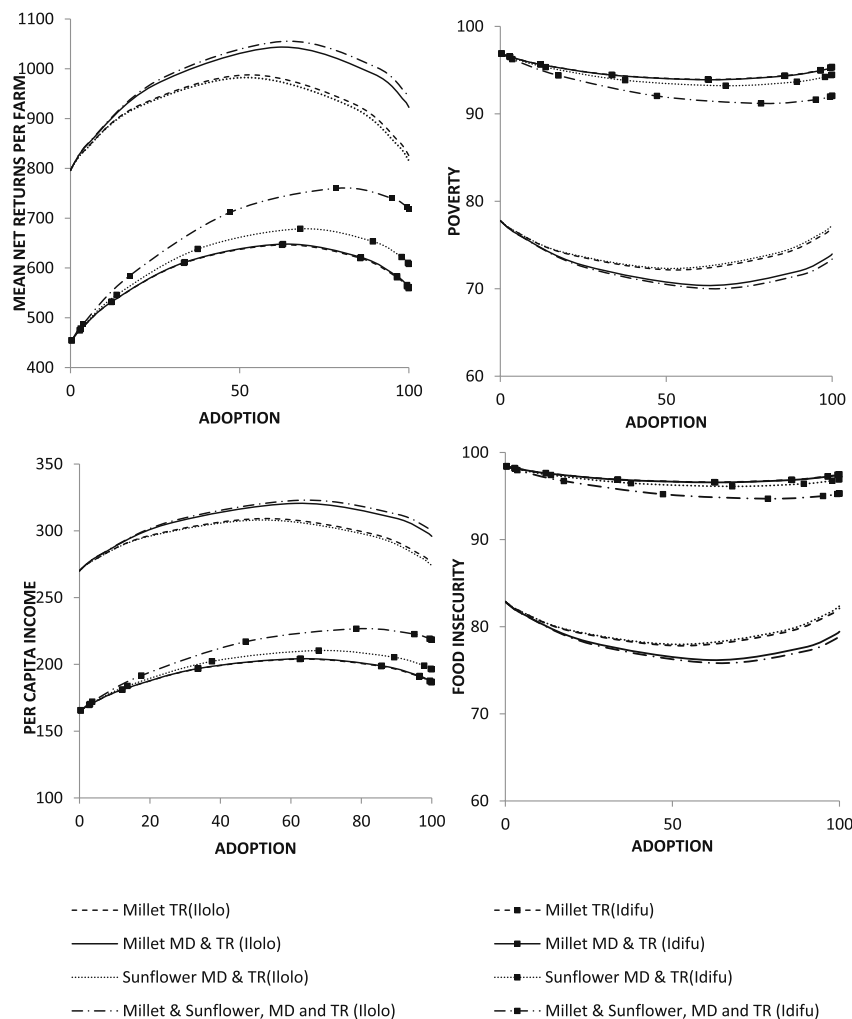 MEAN NET RETURNS PER FARM
1100
1000
900
800
700
600
500
400
0
50
100
ADOPTION
POVERTY
100
90
80
70
60
0
50
100
ADOPTION
PER CAPITA INCOME
350
300
250
200
150
100
0
20
40
60
80
100
ADOPTION
FOOD INSECURITY
100
90
80
70
60
0
50
100
ADOPTION
Millet TR(Ilolo)
Millet MD & TR (Ilolo)
Sunflower MD & TR(Ilolo)
Millet & Sunflower, MD and TR (Ilolo)
Millet TR(Idifu)
Millet MD & TR (Idifu)
Sunflower MD & TR(Idifu)
Millet & Sunflower, MD and TR (Idifu)